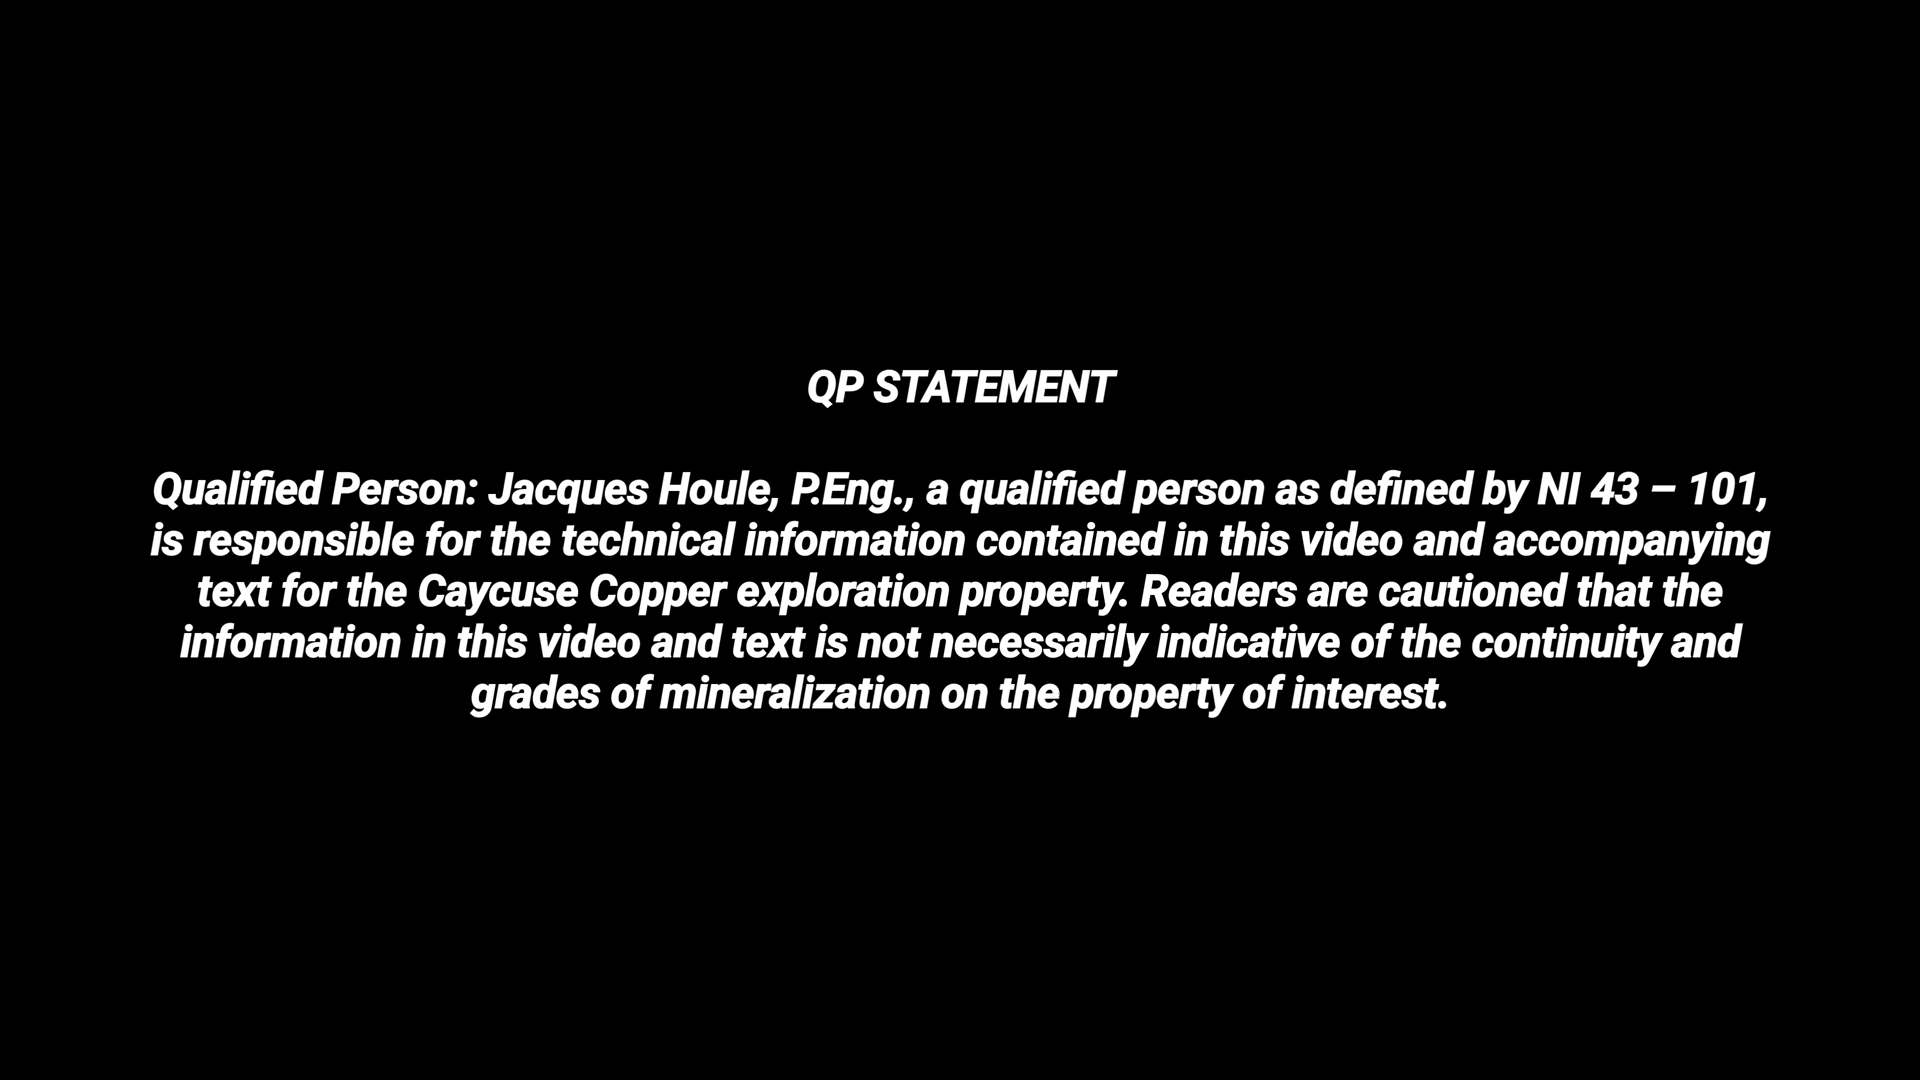 QP STATEMENT
Qualified Person: Jacques Houle, P.Eng., a qualified person as defined by NI 43 – 101,
is responsible for the technical information contained in this video and accompanying
text for the Caycuse Copper exploration property. Readers are cautioned that the
information in this video and text is not necessarily indicative of the continuity and
grades of mineralization on the property of interest.